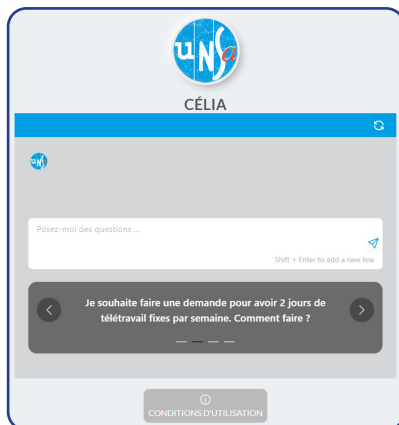 uNSa
CÉLIA
uNSa
Posez-moi des questions ...
Shift + Enter to add a new line
Je souhaite faire une demande pour avoir 2 jours de
télétravail fixes par semaine. Comment faire ?
CONDITIONS D'UTILISATION